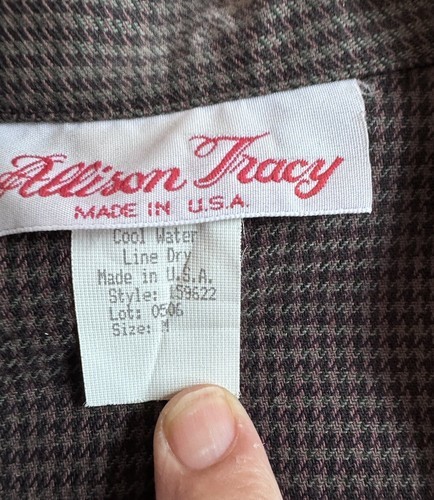 Allison Tracy
MADE IN U.S.A.
Cool Water
Line Dry
Made in U.S.A.
Style: 159622
Lot: 0506
Size: M